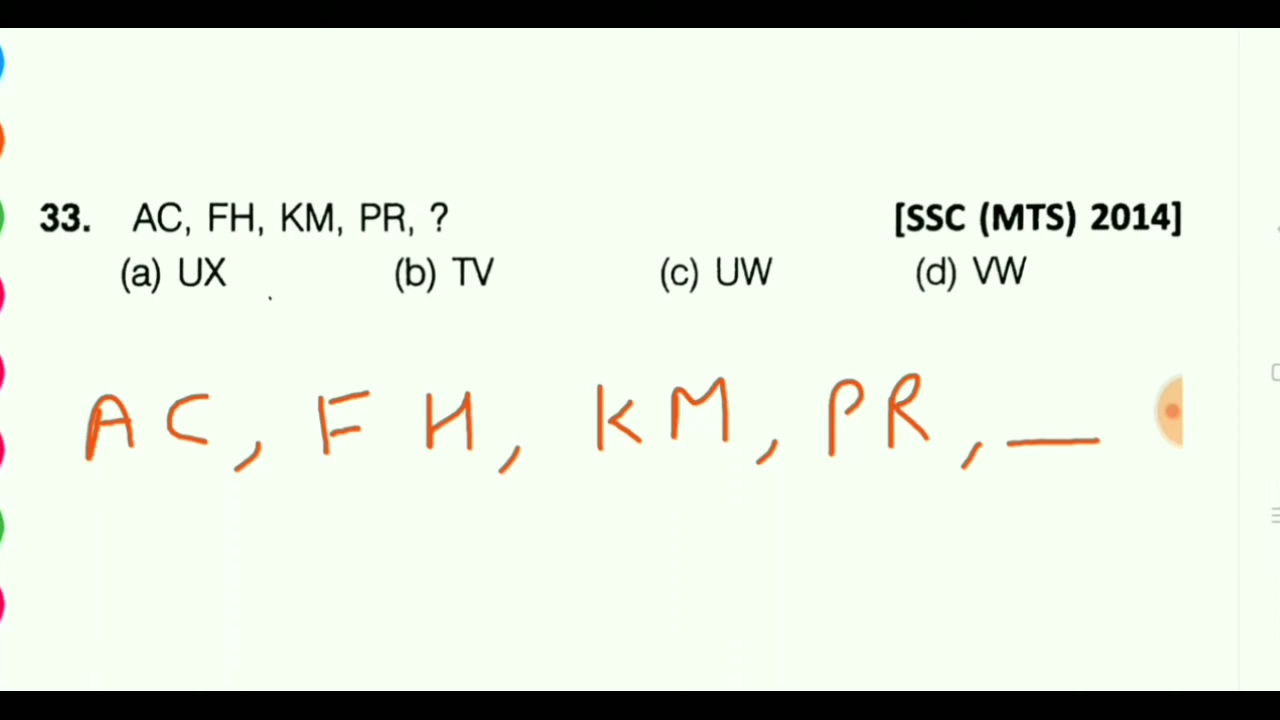 33. AC, FH, KM, PR, ? [SSC (MTS) 2014]
(a) UX (b) TV (c) UW (d) VW
AC, FH, KM, PR, __